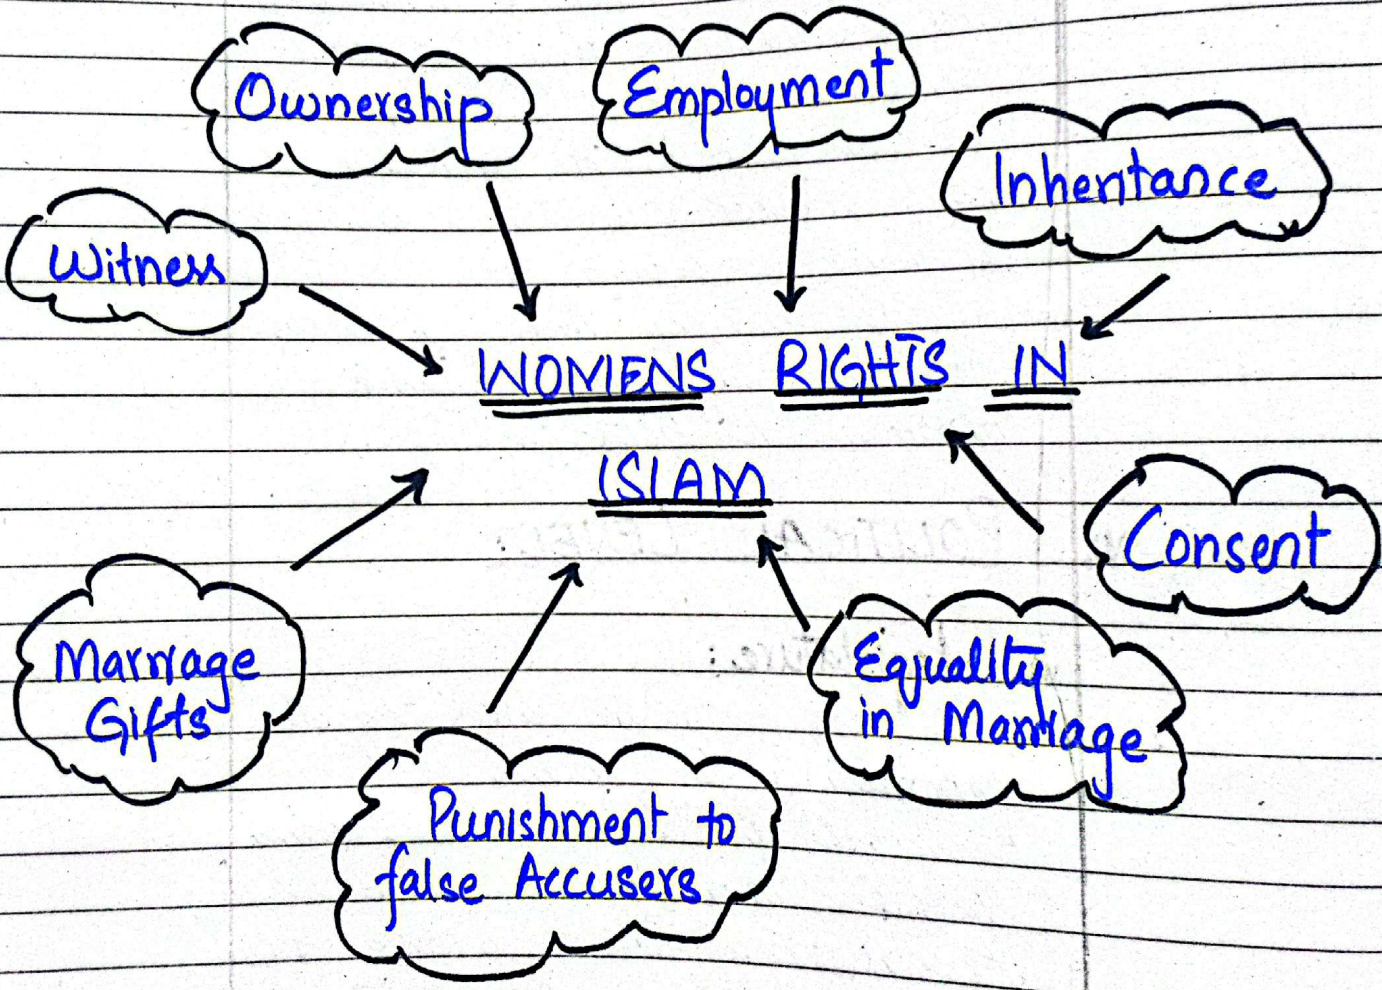 Ownership
Employment
Inheritance
Witness
WOMENS RIGHTS IN
ISLAM
Consent
Marriage
Gifts
Equality
in Marriage
Punishment to
false Accusers